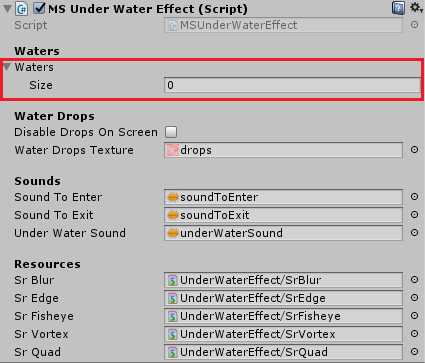 MS Under Water Effect (Script)
Script MSUnderWaterEffect
Waters
Waters
Size 0
Water Drops
Disable Drops On Screen
Water Drops Texture drops
Sounds
Sound To Enter soundToEnter
Sound To Exit soundToExit
Under Water Sound underWaterSound
Resources
Sr Blur UnderWaterEffect/SrBlur
Sr Edge UnderWaterEffect/SrEdge
Sr Fisheye UnderWaterEffect/SrFisheye
Sr Vortex UnderWaterEffect/SrVortex
Sr Quad UnderWaterEffect/SrQuad